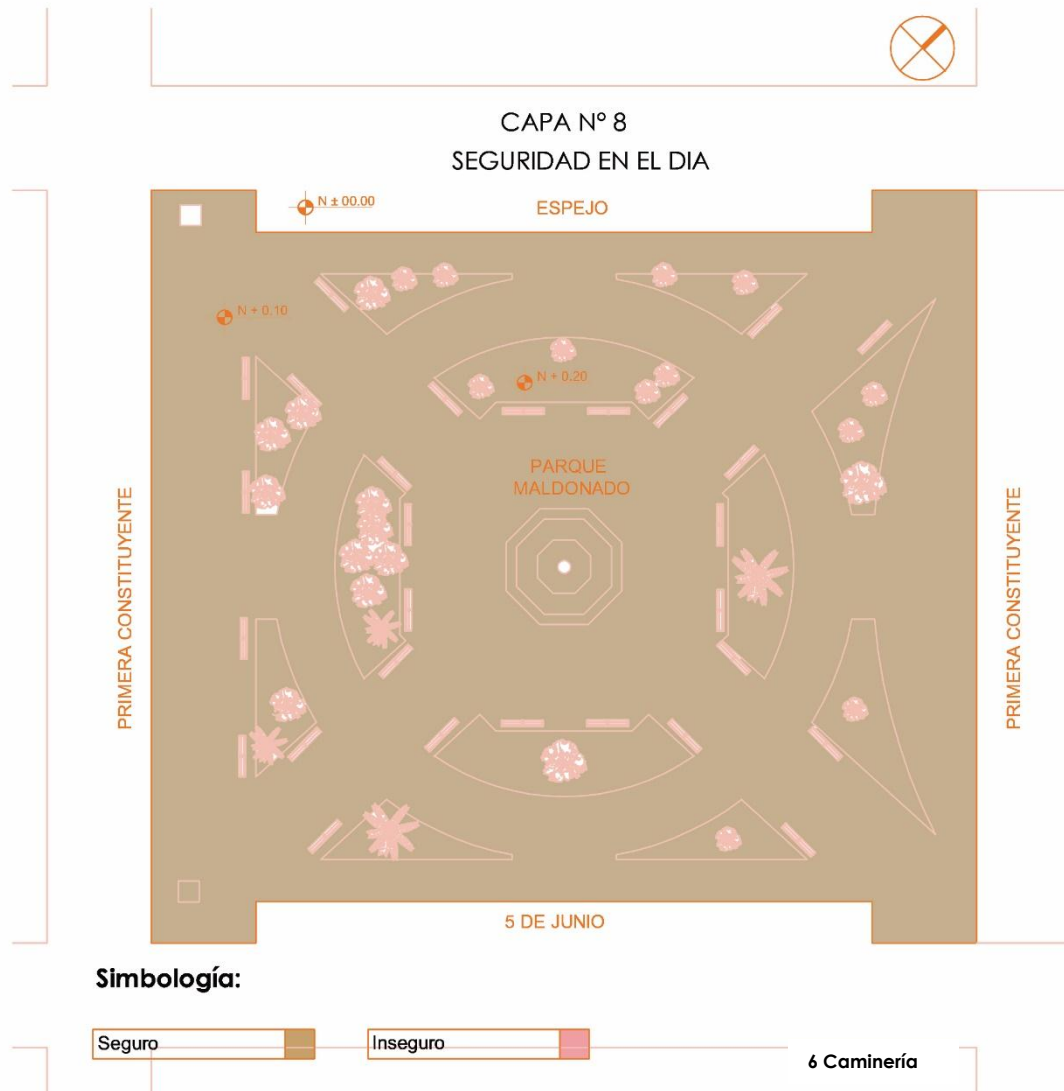 CAPA Nº 8
SEGURIDAD EN EL DIA
N ± 00.00
ESPEJO
N + 0.10
N + 0.20
PARQUE
MALDONADO
PRIMERA CONSTITUYENTE
PRIMERA CONSTITUYENTE
5 DE JUNIO
Simbología:
Seguro
Inseguro
6 Caminería